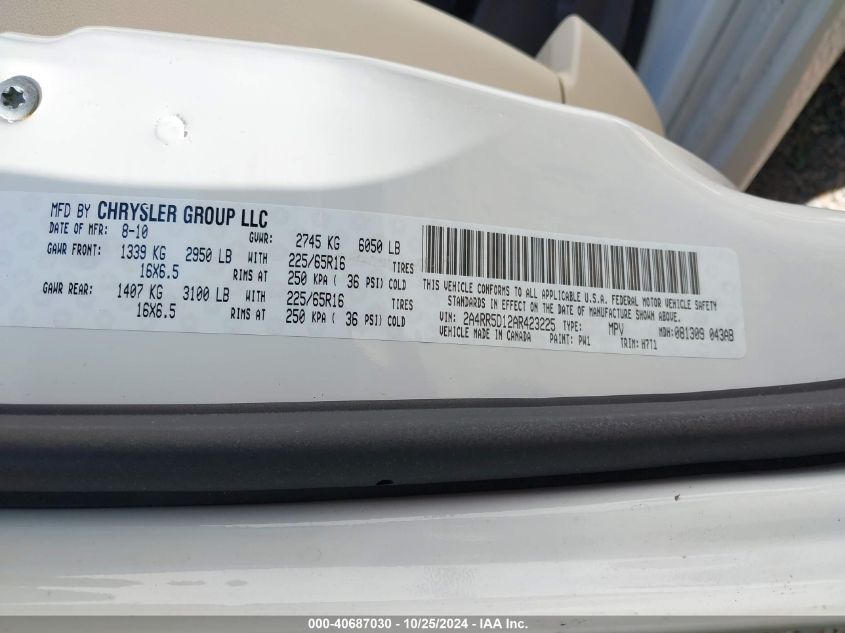 MFD BY CHRYSLER GROUP LLC
DATE OF MFR: 8-10 GVWR: 2745 KG 6050 LB
GAWR FRONT: 1339 KG 2950 LB WITH 225/65R16 TIRES
16X6.5 RIMS AT 250 KPA ( 36 PSI) COLD
GAWR REAR: 1407 KG 3100 LB WITH 225/65R16 TIRES
16X6.5 RIMS AT 250 KPA ( 36 PSI) COLD
THIS VEHICLE CONFORMS TO ALL APPLICABLE U.S.A. FEDERAL MOTOR VEHICLE SAFETY
STANDARDS IN EFFECT ON THE DATE OF MANUFACTURE SHOWN ABOVE.
VIN: 2A4RR5D12AR423225 TYPE: MPV MDH:081309 043AB
VEHICLE MADE IN CANADA PAINT: PW1 TRIM: H7T1
000-40687030 - 10/25/2024 - IAA Inc.